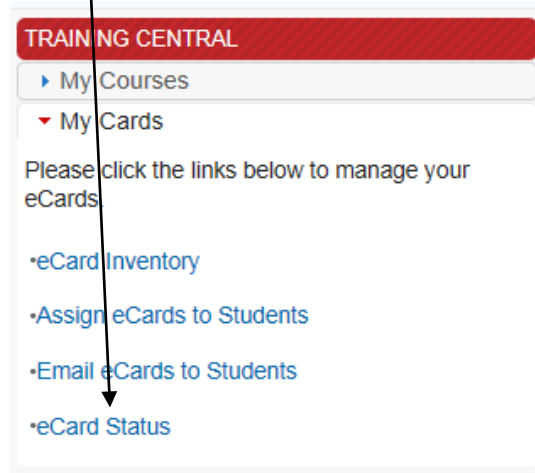 TRAINING CENTRAL
My Courses
My Cards
Please click the links below to manage your
eCards.
•eCard Inventory
•Assign eCards to Students
•Email eCards to Students
•eCard Status